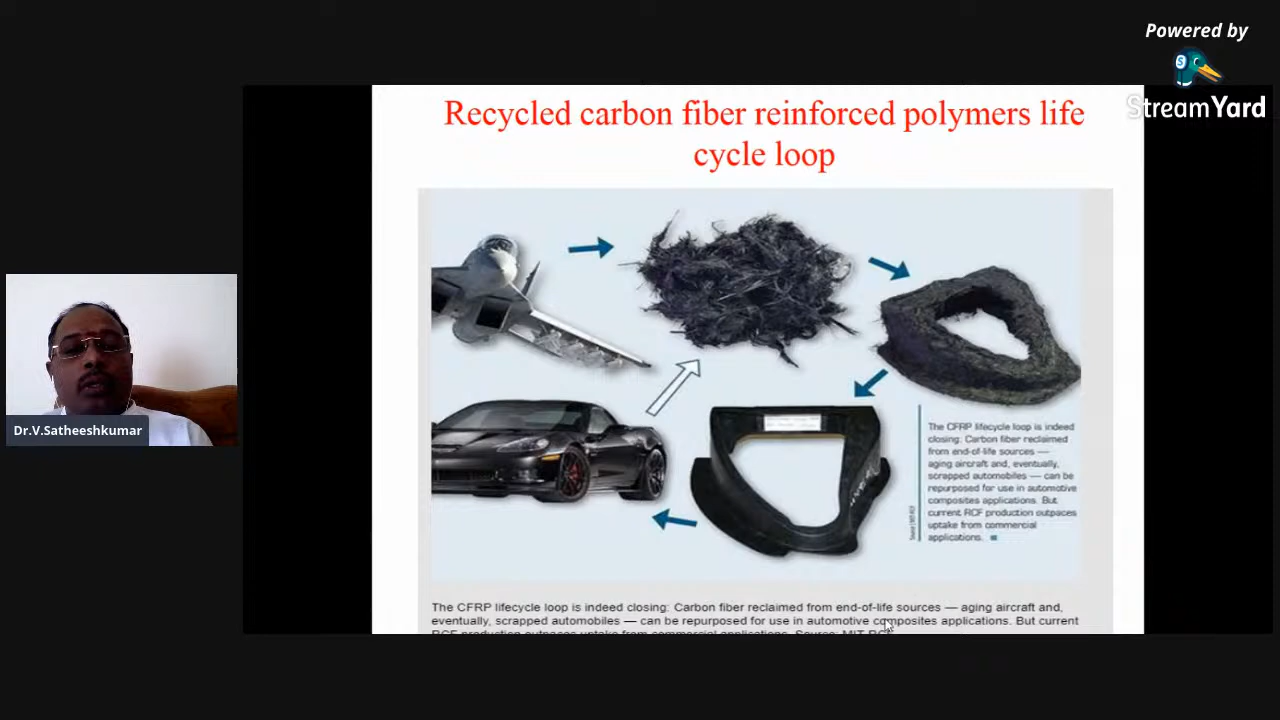 Powered by
StreamYard
Recycled carbon fiber reinforced polymers life
cycle loop
The CFRP lifecycle loop is indeed
closing: Carbon fiber reclaimed
from end-of-life sources —
aging aircraft and, eventually,
scrapped automobiles — can be
repurposed for use in automotive
composites applications. But
current RCF production outpaces
uptake from commercial
applications.
Dr.V.Satheeshkumar
The CFRP lifecycle loop is indeed closing: Carbon fiber reclaimed from end-of-life sources — aging aircraft and,
eventually, scrapped automobiles — can be repurposed for use in automotive composites applications. But current
RCF production outpaces uptake from commercial applications. Source: MIT